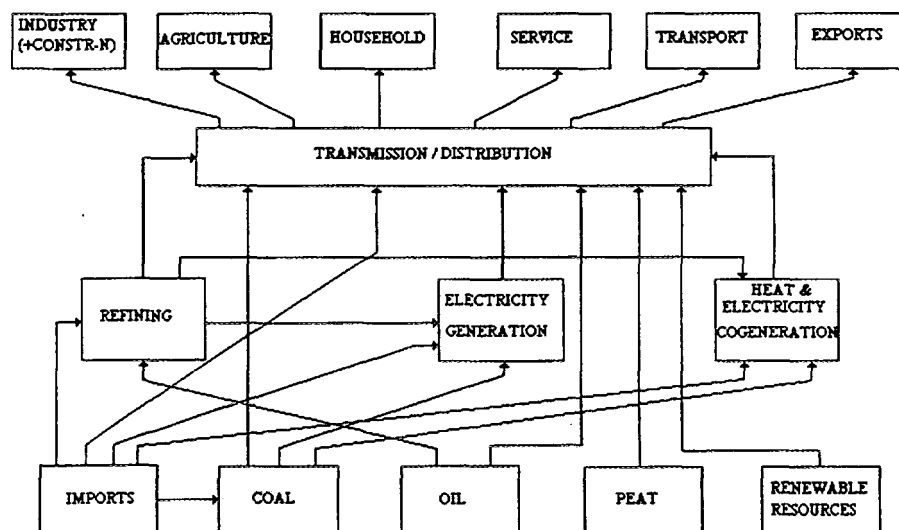 INDUSTRY
(+CONSTR-N)
AGRICULTURE
HOUSEHOLD
SERVICE
TRANSPORT
EXPORTS
TRANSMISSION / DISTRIBUTION
REFINING
ELECTRICITY
GENERATION
HEAT &
ELECTRICITY
COGENERATION
IMPORTS
COAL
OIL
PEAT
RENEWABLE
RESOURCES